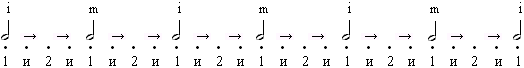 i m i m i m i
1 и 2 и 1 и 2 и 1 и 2 и 1 и 2 и 1 и 2 и 1 и 2 и 1